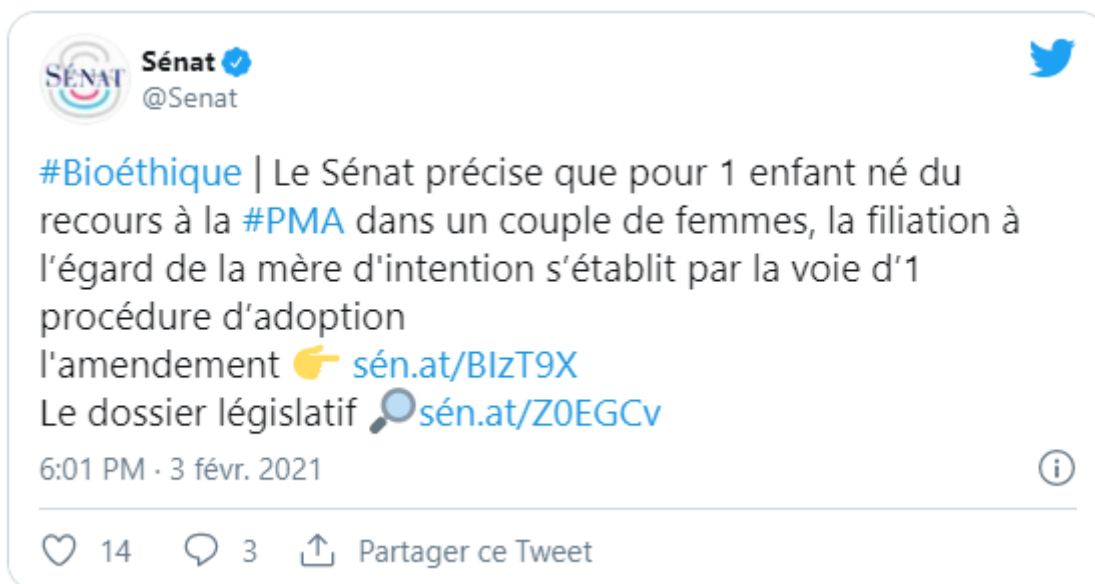 SÉNAT
Sénat
@Senat
#Bioéthique | Le Sénat précise que pour 1 enfant né du
recours à la #PMA dans un couple de femmes, la filiation à
l’égard de la mère d'intention s’établit par la voie d’1
procédure d’adoption
l'amendement 👉 sén.at/BIzT9X
Le dossier législatif 🔎sén.at/Z0EGCv
6:01 PM · 3 févr. 2021
14 3 Partager ce Tweet